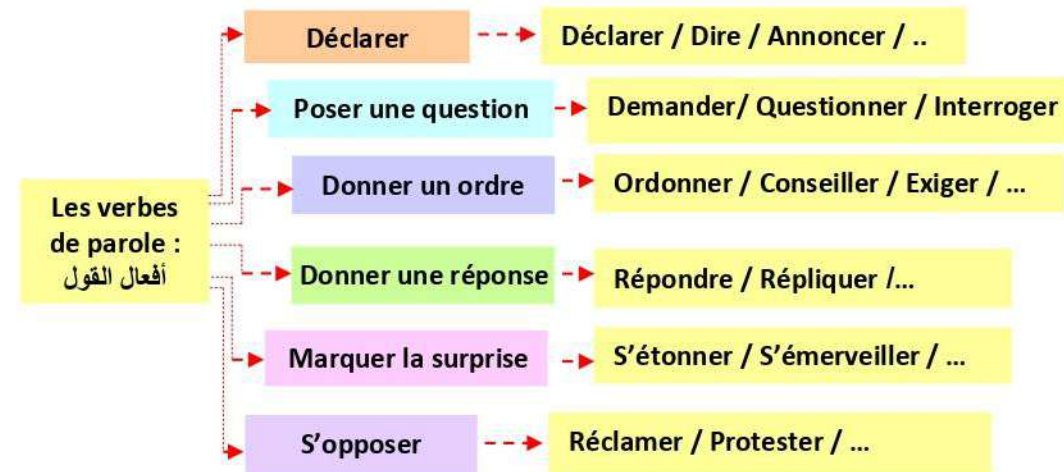 Les verbes
de parole :
أفعال القول
Déclarer
Déclarer / Dire / Annoncer / ..
Poser une question
Demander/ Questionner / Interroger
Donner un ordre
Ordonner / Conseiller / Exiger / ...
Donner une réponse
Répondre / Répliquer /...
Marquer la surprise
S’étonner / S’émerveiller / ...
S’opposer
Réclamer / Protester / ...